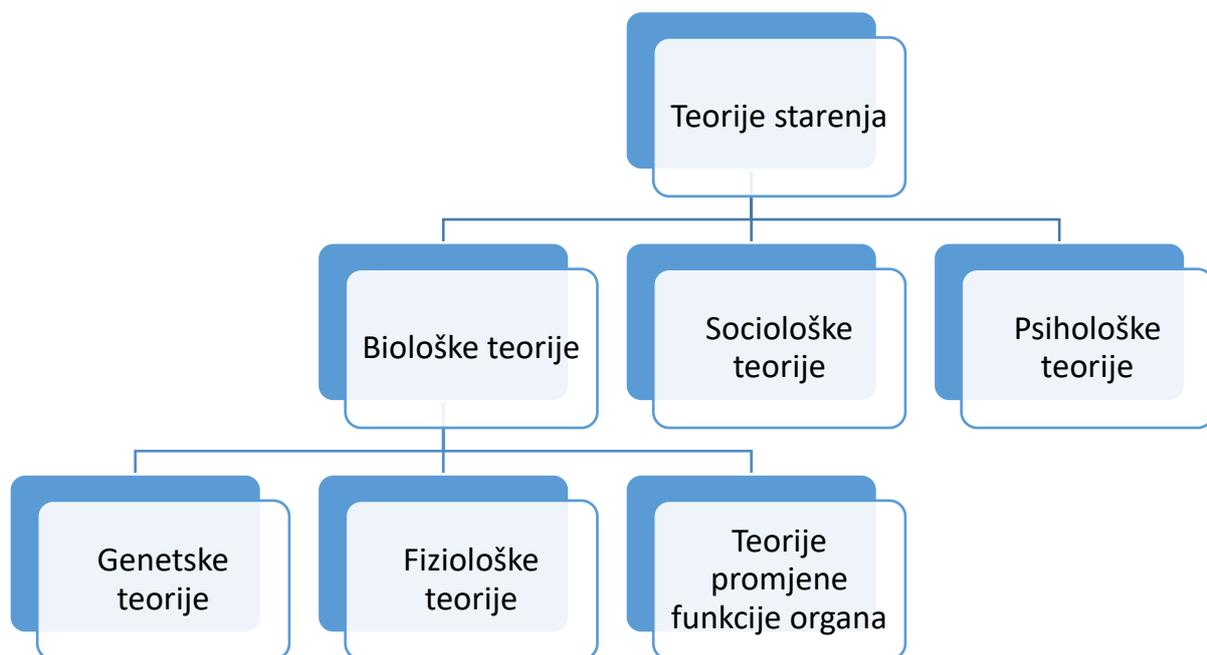 Teorije starenja
Biološke teorije
Sociološke
teorije
Psihološke
teorije
Genetske
teorije
Fiziološke
teorije
Teorije
promjene
funkcije organa